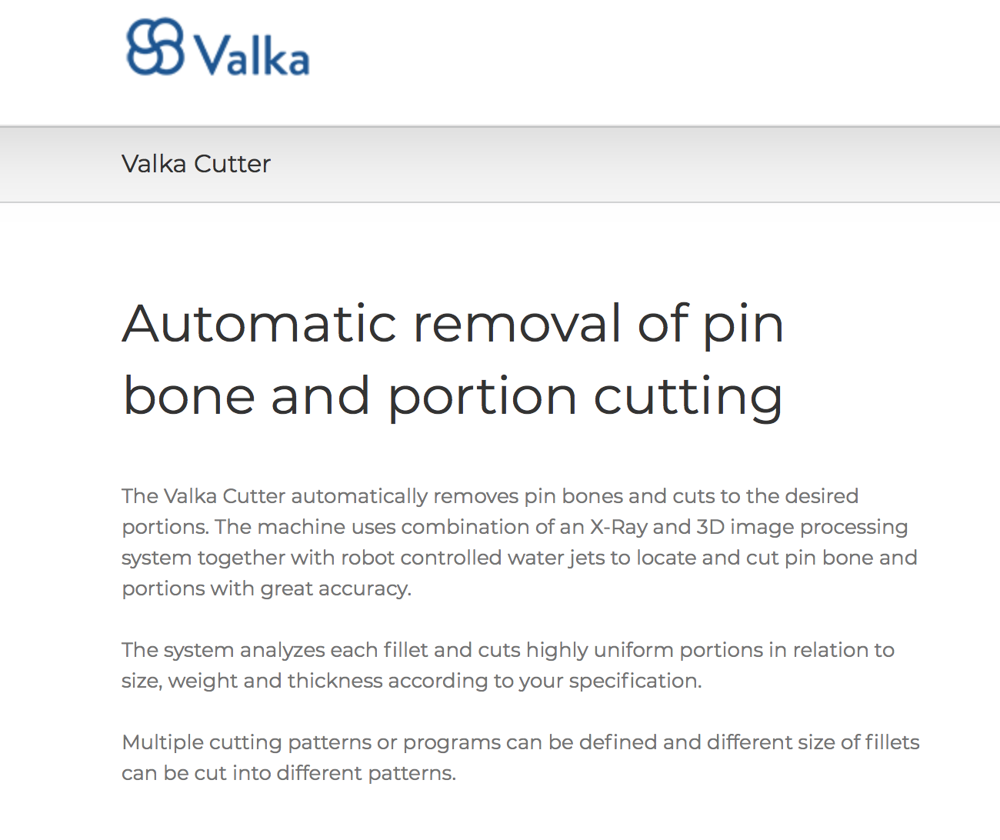 Valka
Valka Cutter
Automatic removal of pin
bone and portion cutting
The Valka Cutter automatically removes pin bones and cuts to the desired
portions. The machine uses combination of an X-Ray and 3D image processing
system together with robot controlled water jets to locate and cut pin bone and
portions with great accuracy.
The system analyzes each fillet and cuts highly uniform portions in relation to
size, weight and thickness according to your specification.
Multiple cutting patterns or programs can be defined and different size of fillets
can be cut into different patterns.